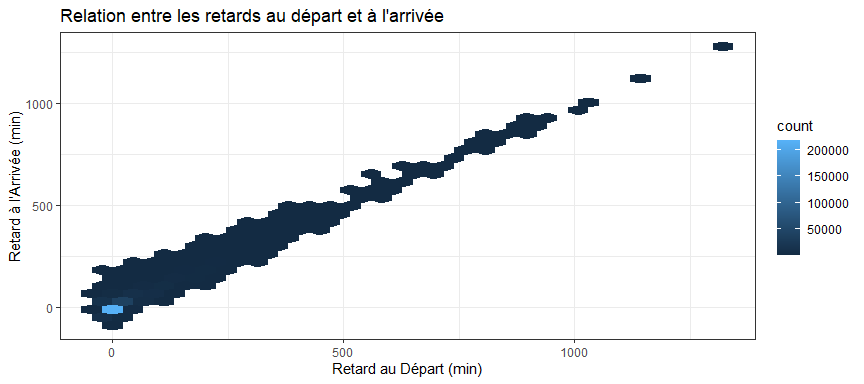 Relation entre les retards au départ et à l'arrivée
Retard à l'Arrivée (min)
1000
500
0
0
500
1000
Retard au Départ (min)
count
200000
150000
100000
50000